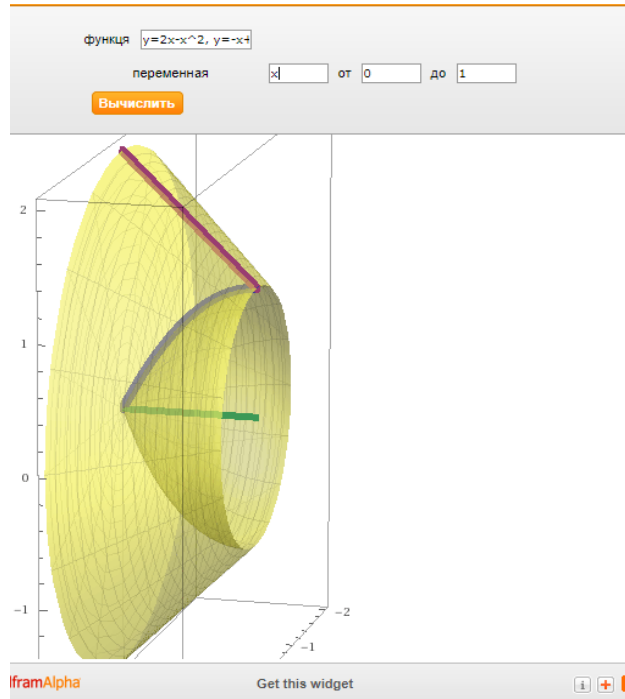 функця y=2x-x^2, y=-x+
переменная x от 0 до 1
Вычислить
2
1
0
-1
-2
-1
lframAlpha
Get this widget
i +